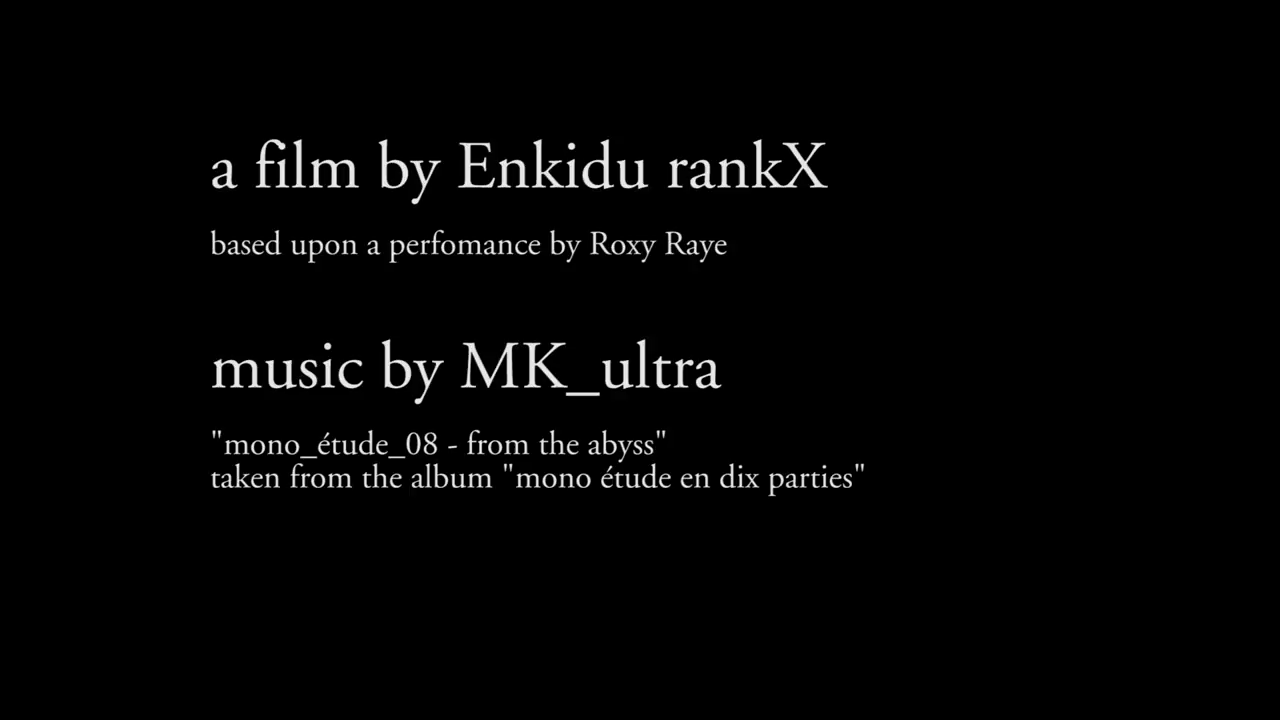 a film by Enkidu rankX
based upon a perfomance by Roxy Raye
music by MK_ultra
"mono_étude_08 - from the abyss"
taken from the album "mono étude en dix parties"